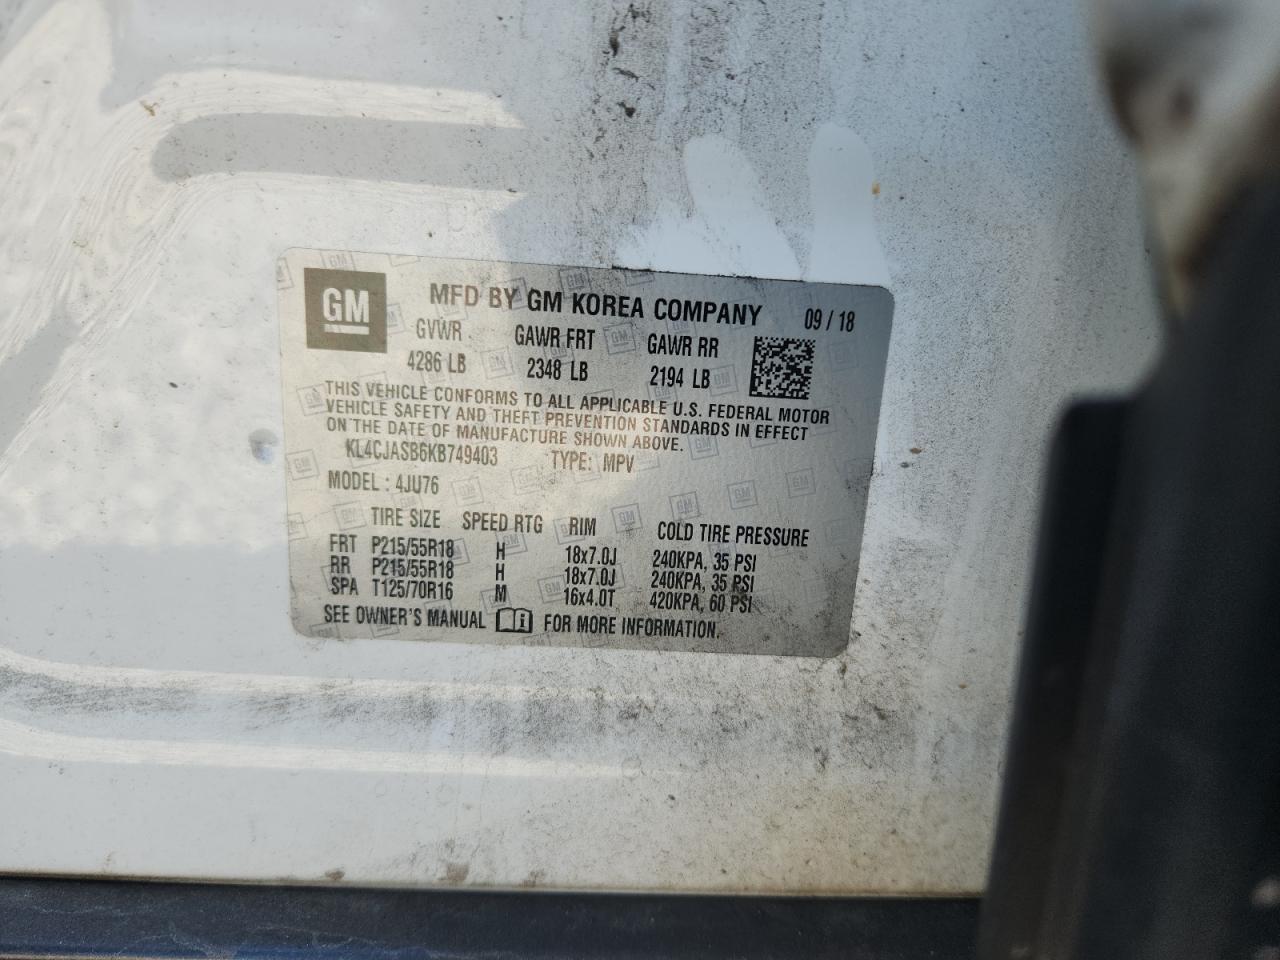 GM
MFD BY GM KOREA COMPANY 09 / 18
GVWR GAWR FRT GAWR RR
4286 LB 2348 LB 2194 LB
THIS VEHICLE CONFORMS TO ALL APPLICABLE U.S. FEDERAL MOTOR
VEHICLE SAFETY AND THEFT PREVENTION STANDARDS IN EFFECT
ON THE DATE OF MANUFACTURE SHOWN ABOVE.
KL4CJASB6KB749403 TYPE: MPV
MODEL : 4JU76
TIRE SIZE SPEED RTG RIM COLD TIRE PRESSURE
FRT P215/55R18 H 18x7.0J 240KPA, 35 PSI
RR P215/55R18 H 18x7.0J 240KPA, 35 PSI
SPA T125/70R16 M 16x4.0T 420KPA, 60 PSI
SEE OWNER'S MANUAL FOR MORE INFORMATION.